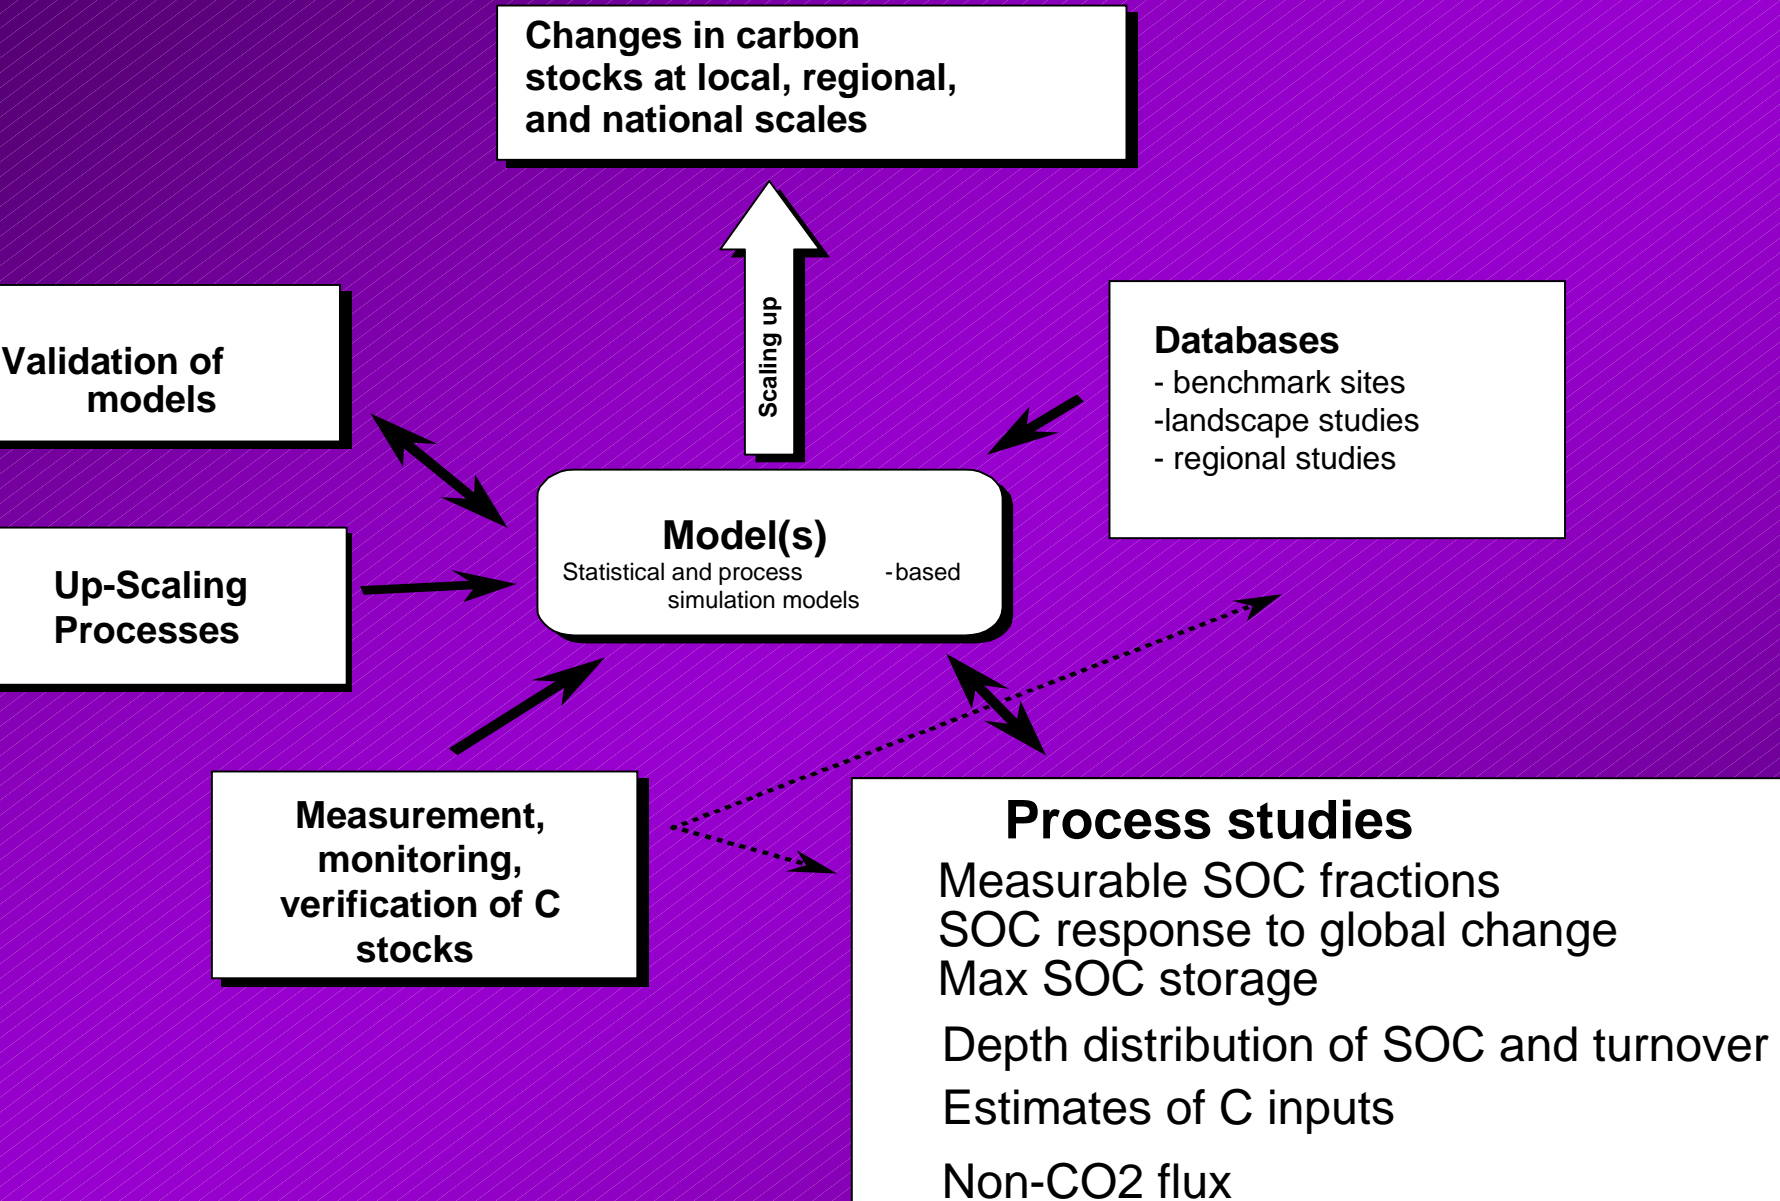 Changes in carbon
stocks at local, regional,
and national scales
Scaling up
Validation of
models
Databases
- benchmark sites
-landscape studies
- regional studies
Model(s)
Statistical and process -based
simulation models
Up-Scaling
Processes
Measurement,
monitoring,
verification of C
stocks
Process studies
Measurable SOC fractions
SOC response to global change
Max SOC storage
Depth distribution of SOC and turnover
Estimates of C inputs
Non-CO2 flux